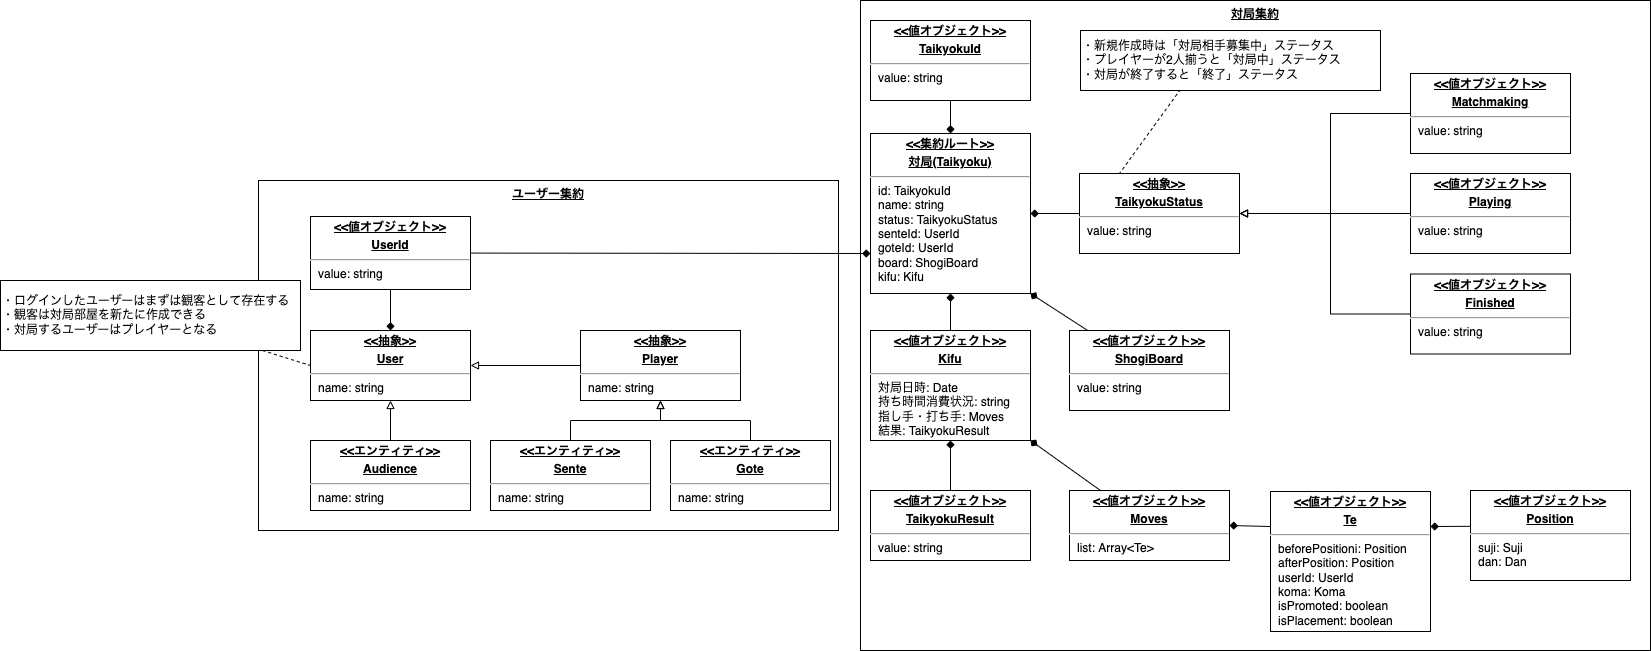 対局集約
<<値オブジェクト>>
TaikyokuId
value: string
・新規作成時は「対局相手募集中」ステータス
・プレイヤーが2人揃うと「対局中」ステータス
・対局が終了すると「終了」ステータス
<<値オブジェクト>>
Matchmaking
value: string
<<集約ルート>>
対局(Taikyoku)
id: TaikyokuId
name: string
status: TaikyokuStatus
senteId: UserId
goteId: UserId
board: ShogiBoard
kifu: Kifu
<<抽象>>
TaikyokuStatus
value: string
<<値オブジェクト>>
Playing
value: string
<<値オブジェクト>>
Finished
value: string
ユーザー集約
<<値オブジェクト>>
UserId
value: string
・ログインしたユーザーはまずは観客として存在する
・観客は対局部屋を新たに作成できる
・対局するユーザーはプレイヤーとなる
<<抽象>>
User
name: string
<<抽象>>
Player
name: string
<<エンティティ>>
Audience
name: string
<<エンティティ>>
Sente
name: string
<<エンティティ>>
Gote
name: string
<<値オブジェクト>>
Kifu
対局日時: Date
持ち時間消費状況: string
指し手・打ち手: Moves
結果: TaikyokuResult
<<値オブジェクト>>
ShogiBoard
value: string
<<値オブジェクト>>
TaikyokuResult
value: string
<<値オブジェクト>>
Moves
list: Array<Te>
<<値オブジェクト>>
Te
beforePositioni: Position
afterPosition: Position
userId: UserId
koma: Koma
isPromoted: boolean
isPlacement: boolean
<<値オブジェクト>>
Position
suji: Suji
dan: Dan